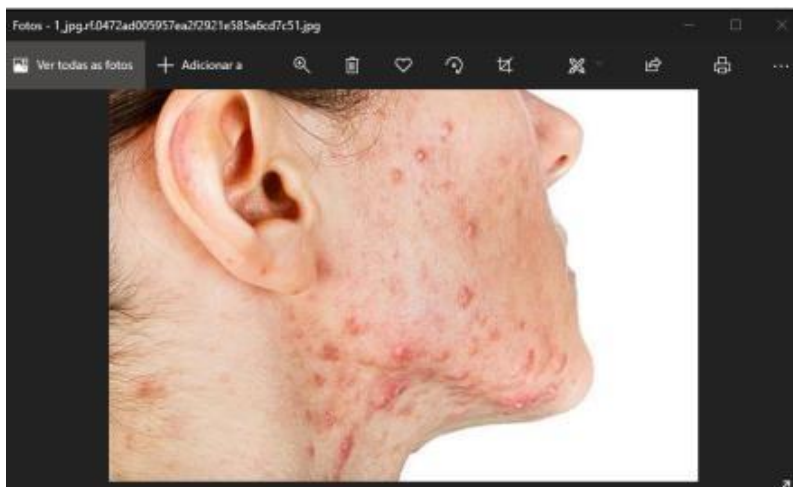 Fotos - 1_jpg.rf.0472ad005957ea2f2921e585a6cd7c51.jpg
Ver todas as fotos
Adicionar a